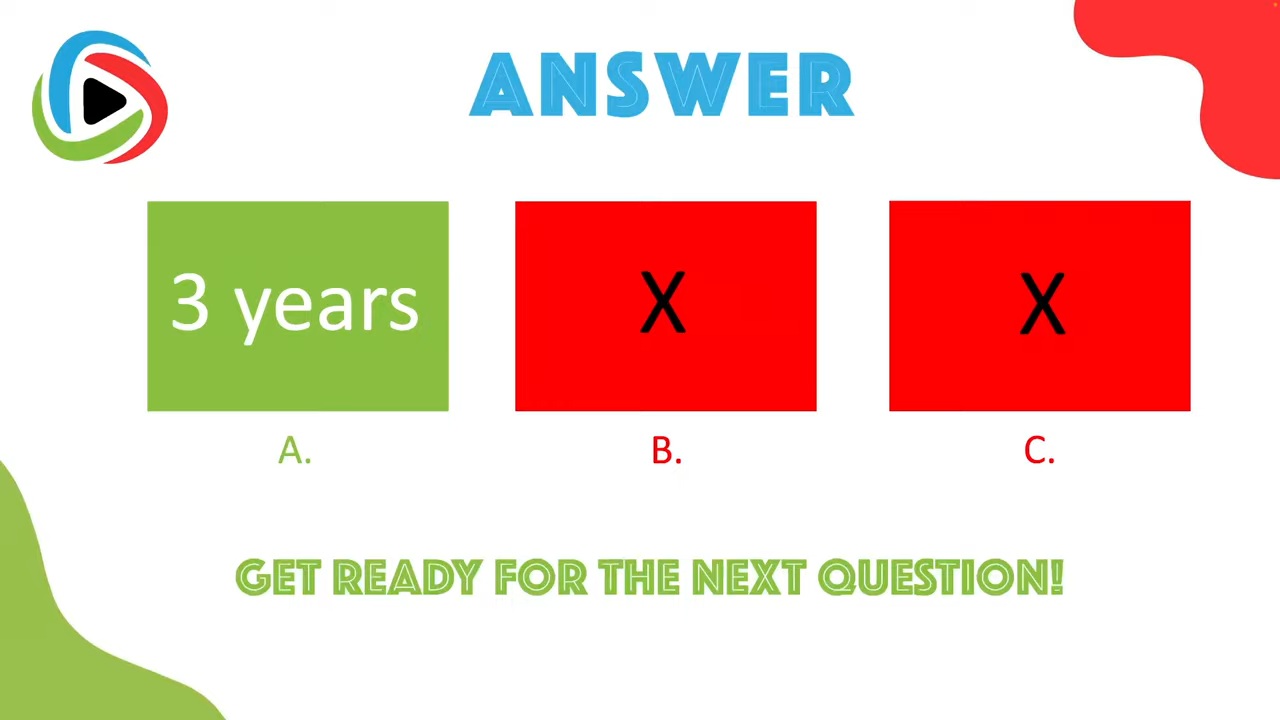 ANSWER
3 years
X
X
A.
B.
C.
GET READY FOR THE NEXT QUESTION!